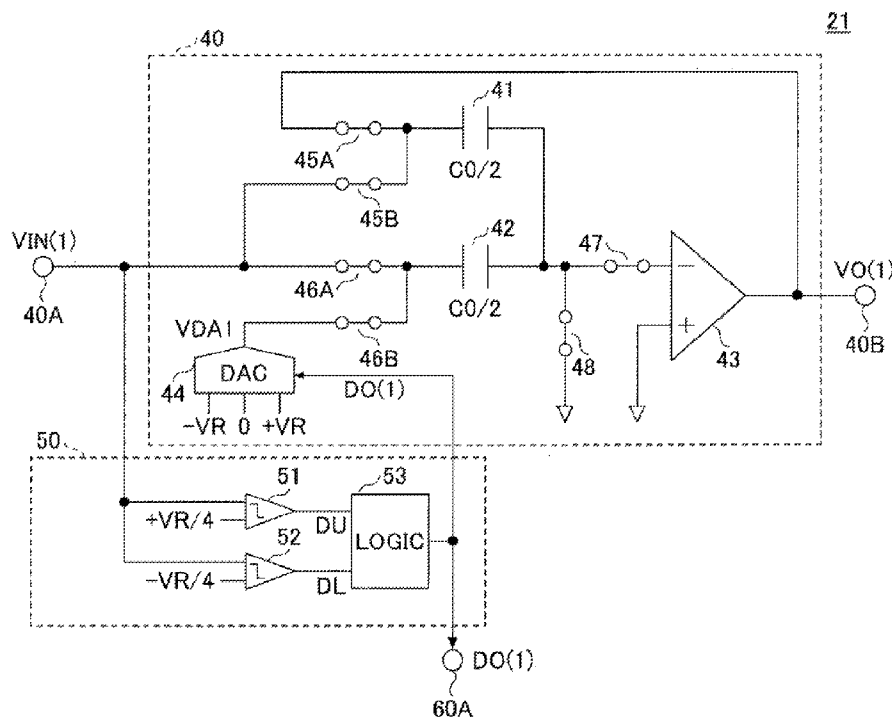 21
40
41
45A
C0/2
45B
42
VIN(1)
47
VO(1)
46A
40A
C0/2
VDA1
46B
48
43
40B
44
DAC
DO(1)
−VR 0 +VR
50
51
53
+VR/4
DU
52
LOGIC
−VR/4
DL
DO(1)
60A
− 
+